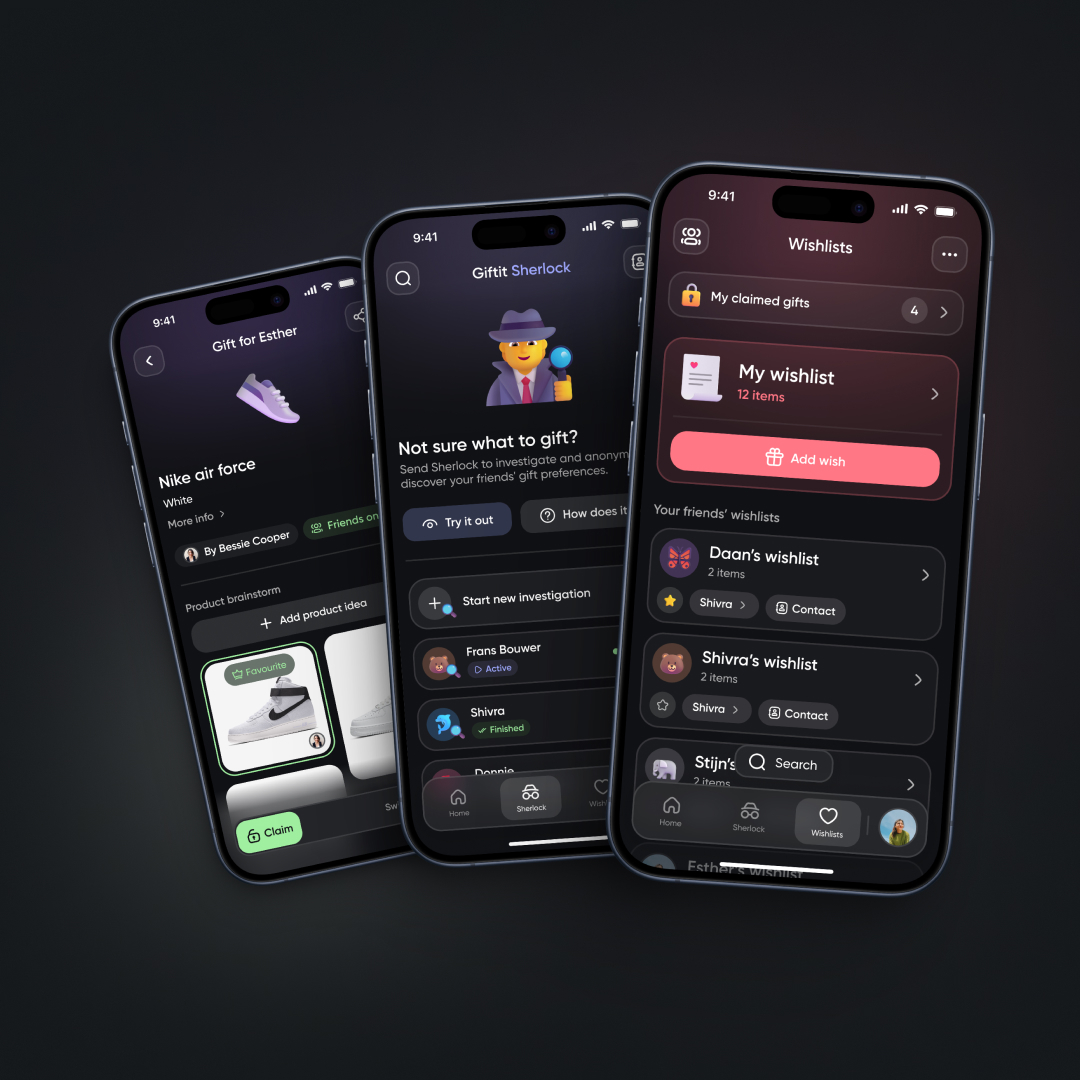 9:41
Gift for Esther
Nike air force
White
More info
By Bessie Cooper
Friends on
Product brainstorm
Add product idea
Favourite
Claim
Sw
9:41
Giftit Sherlock
Not sure what to gift?
Send Sherlock to investigate and anonym
discover your friends' gift preferences.
Try it out
How does it
Start new investigation
Frans Bouwer
Active
Shivra
Finished
Donnie
Home
Sherlock
Wish
9:41
Wishlists
My claimed gifts
4
My wishlist
12 items
Add wish
Your friends’ wishlists
Daan’s wishlist
2 items
Shivra
Contact
Shivra’s wishlist
2 items
Shivra
Contact
Stijn’s
2 items
Search
Home
Sherlock
Wishlists
Esther’s wishlist